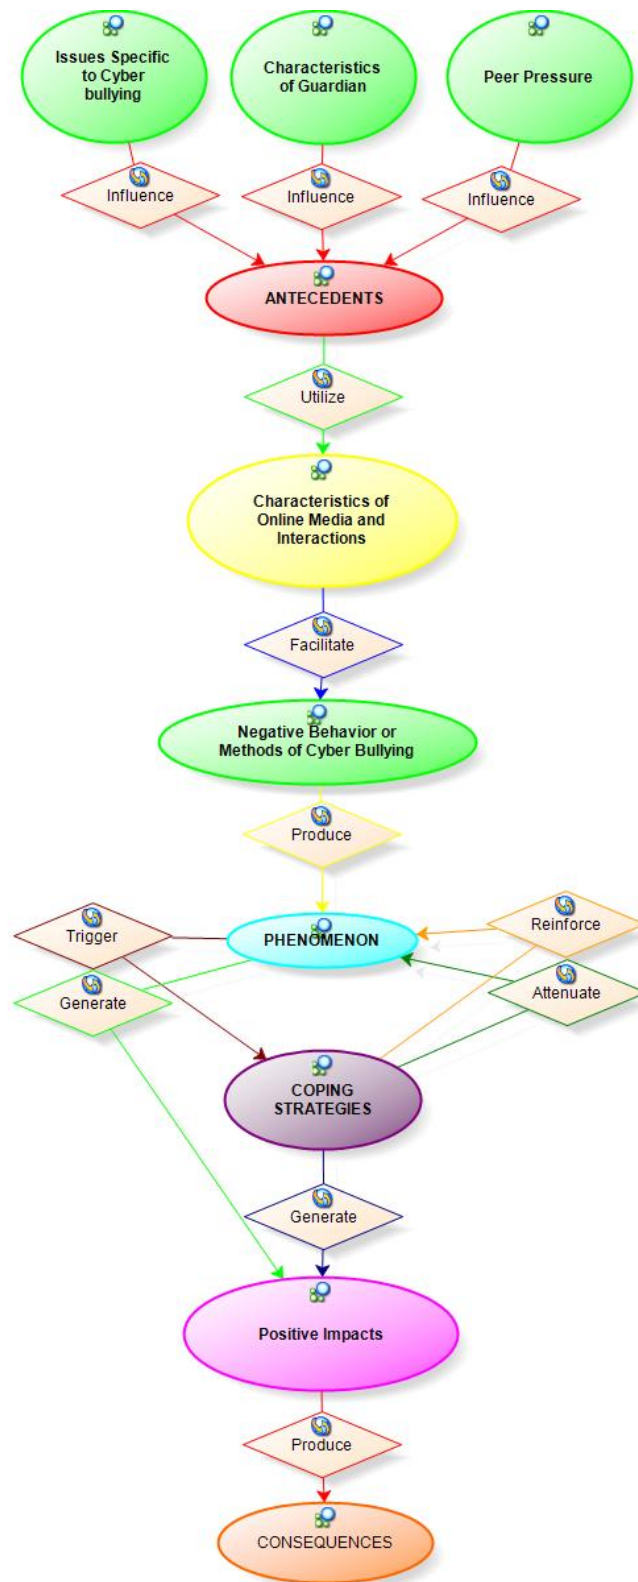 Issues Specific
to Cyber
bullying
Characteristics
of Guardian
Peer Pressure
Influence
Influence
Influence
ANTECEDENTS
Utilize
Characteristics of
Online Media and
Interactions
Facilitate
Negative Behavior or
Methods of Cyber Bullying
Produce
Trigger
PHENOMENON
Reinforce
Generate
Attenuate
COPING
STRATEGIES
Generate
Positive Impacts
Produce
CONSEQUENCES